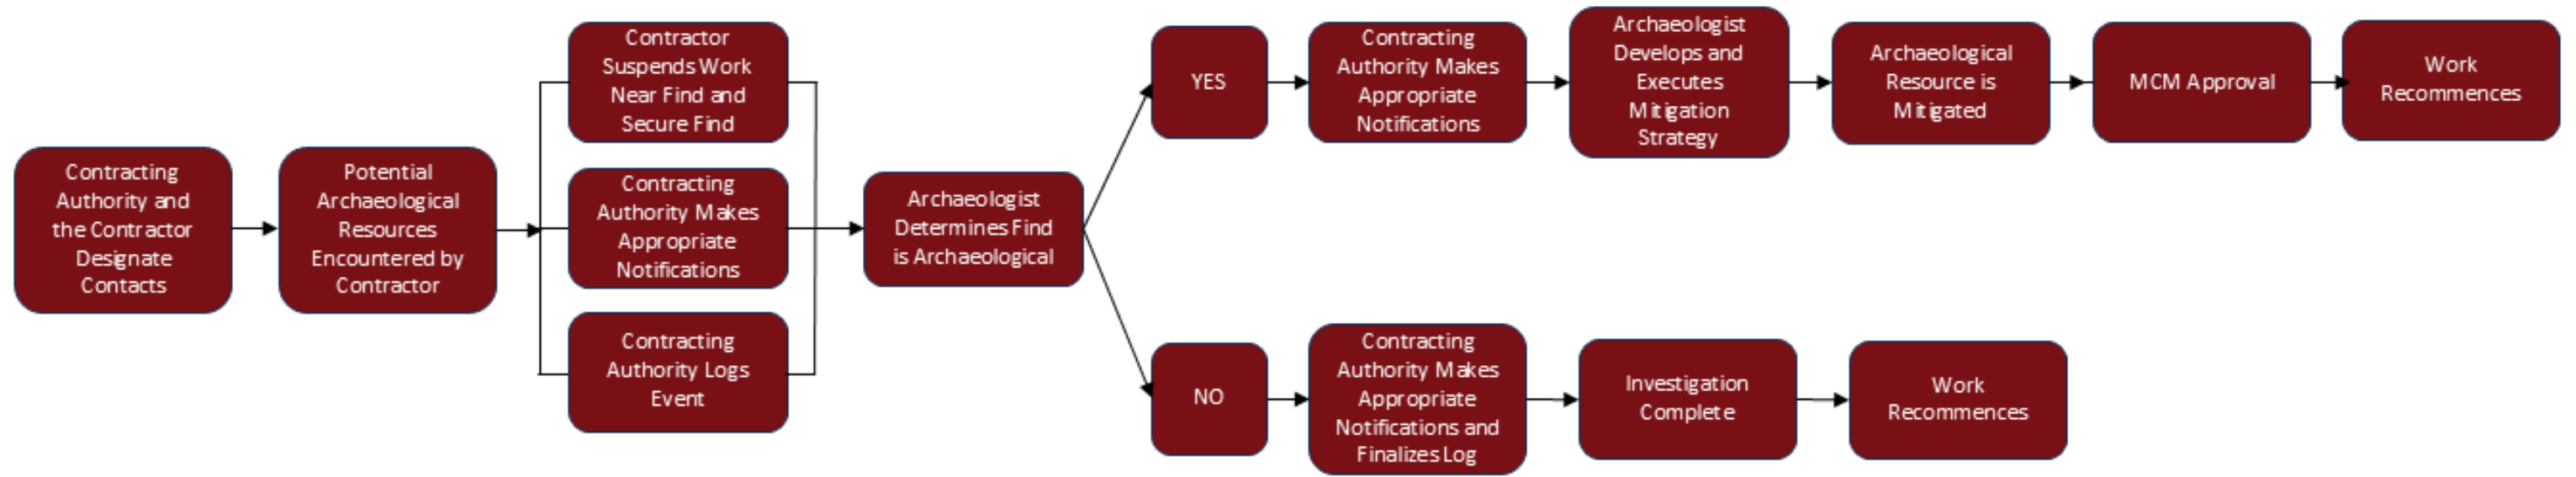 Contracting
Authority and
the Contractor
Designate
Contacts
Potential
Archaeological
Resources
Encountered by
Contractor
Contractor
Suspends Work
Near Find and
Secure Find
Contracting
Authority Makes
Appropriate
Notifications
Contracting
Authority Logs
Event
Archaeologist
Determines Find
is Archaeological
YES
Contracting
Authority Makes
Appropriate
Notifications
Archaeologist
Develops and
Executes
Mitigation
Strategy
Archaeological
Resource is
Mitigated
MCM Approval
Work
Recommences
NO
Contracting
Authority Makes
Appropriate
Notifications and
Finalizes Log
Investigation
Complete
Work
Recommences